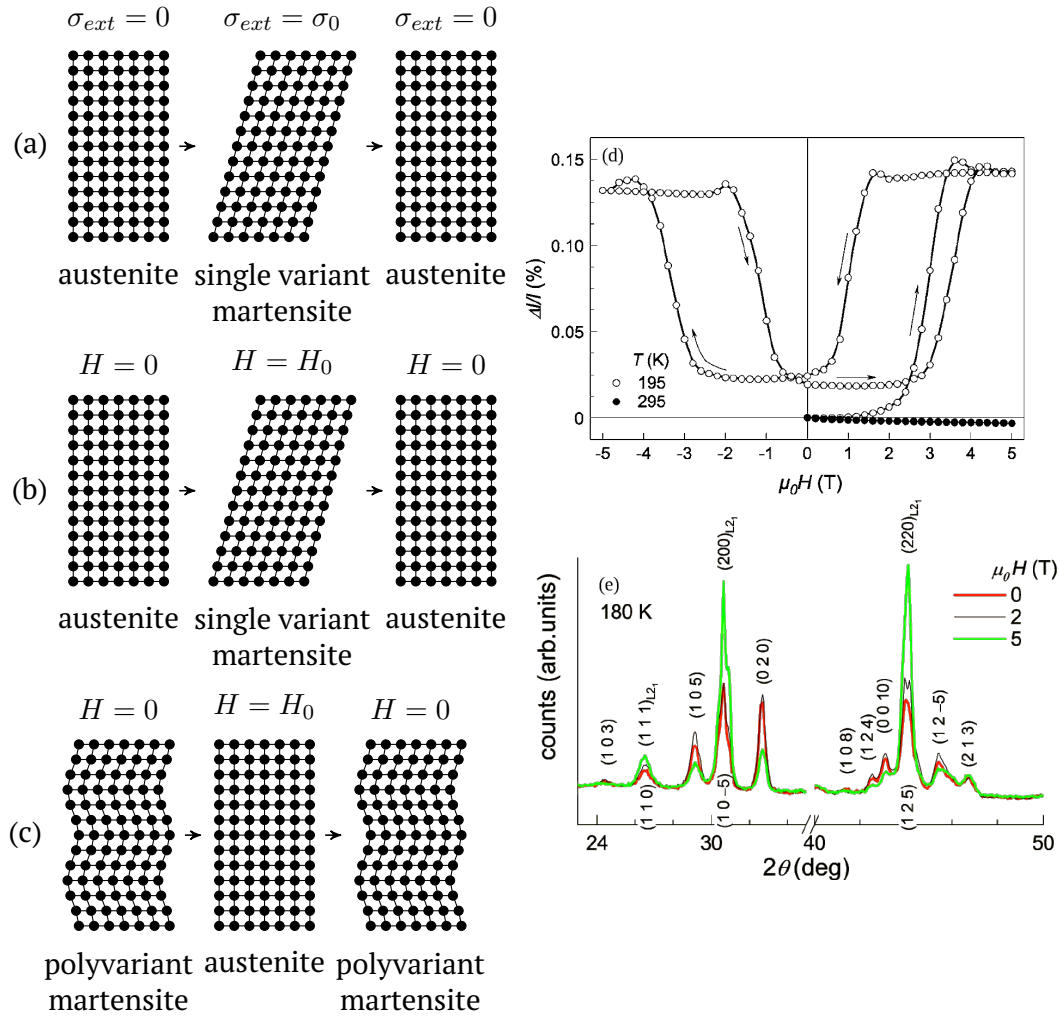 σ_ext = 0 σ_ext = σ_0 σ_ext = 0
(a)
austenite single variant austenite
martensite
H = 0 H = H_0 H = 0
(b)
austenite single variant austenite
martensite
H = 0 H = H_0 H = 0
(c)
polyvariant austenite polyvariant
martensite martensite
(d)
0.15
0.10
0.05
0
Δl/l (%)
T (K)
195
295
-5 -4 -3 -2 -1 0 1 2 3 4 5
μ_0H (T)
(e)
180 K
μ_0H (T)
0
2
5
counts (arb.units)
(1 0 3)
(1 1 1)_L2_1
(1 1 0)
(1 0 5)
(200)_L2_1
(1 0 −5)
(0 2 0)
(1 0 8)
(1 2 4)
(0 0 10)
(220)_L2_1
(1 2 5)
(1 2 −5)
(2 1 3)
24 30 40 50
2θ (deg)